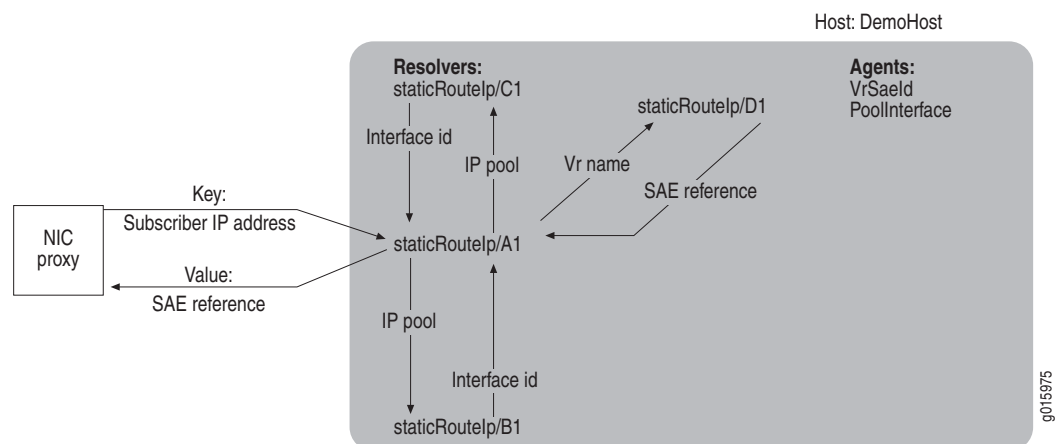 Host: DemoHost
Resolvers:
staticRouteIp/C1
Agents:
VrSaeId
PoolInterface
staticRouteIp/D1
Interface id
IP pool
Vr name
SAE reference
Key:
Subscriber IP address
NIC
proxy
staticRouteIp/A1
Value:
SAE reference
IP pool
Interface id
staticRouteIp/B1
g015975